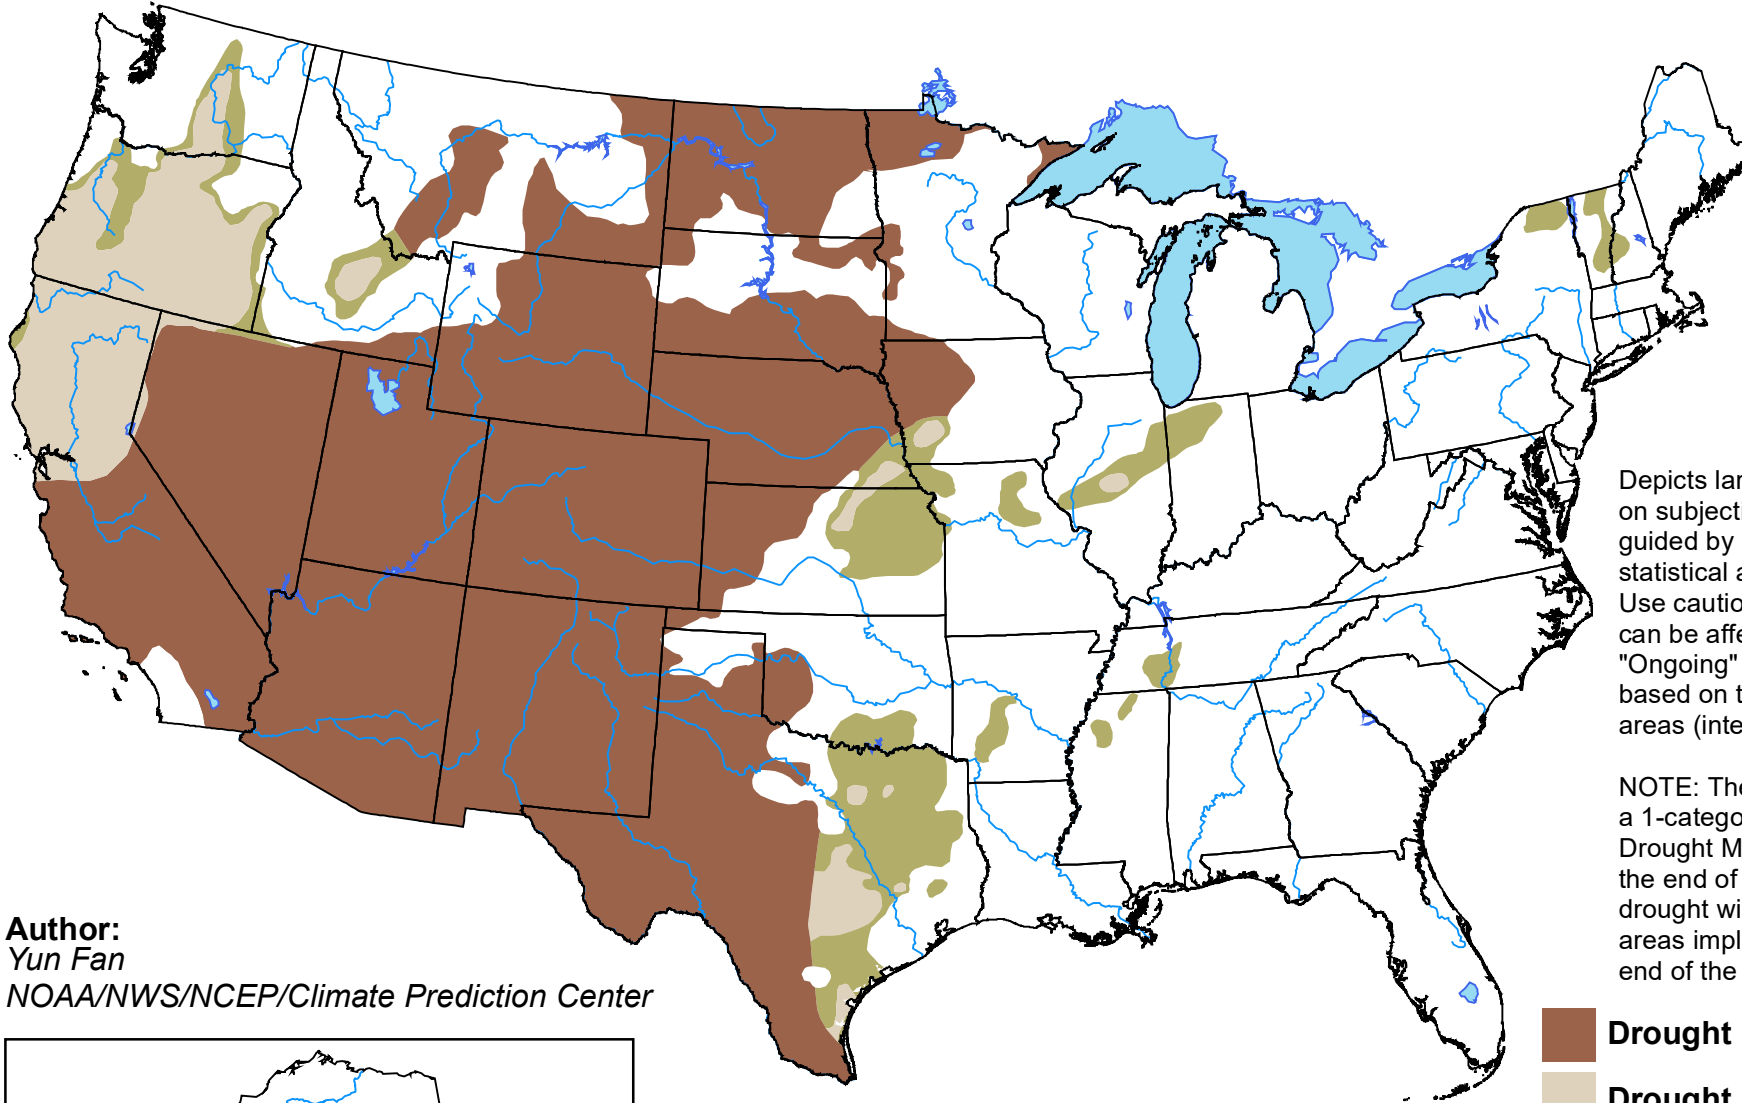 Depicts lar
on subjecti
guided by
statistical a
Use cautio
can be affe
"Ongoing"
based on t
areas (inte
NOTE: The
a 1-catego
Drought M
the end of
drought wi
areas impl
end of the
Author:
Yun Fan
NOAA/NWS/NCEP/Climate Prediction Center
Drought
Drought